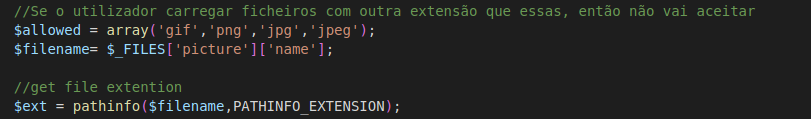 //Se o utilizador carregar ficheiros com outra extensão que essas, então não vai aceitar
$allowed = array('gif','png','jpg','jpeg');
$filename= $_FILES['picture']['name'];
//get file extention
$ext = pathinfo($filename,PATHINFO_EXTENSION);